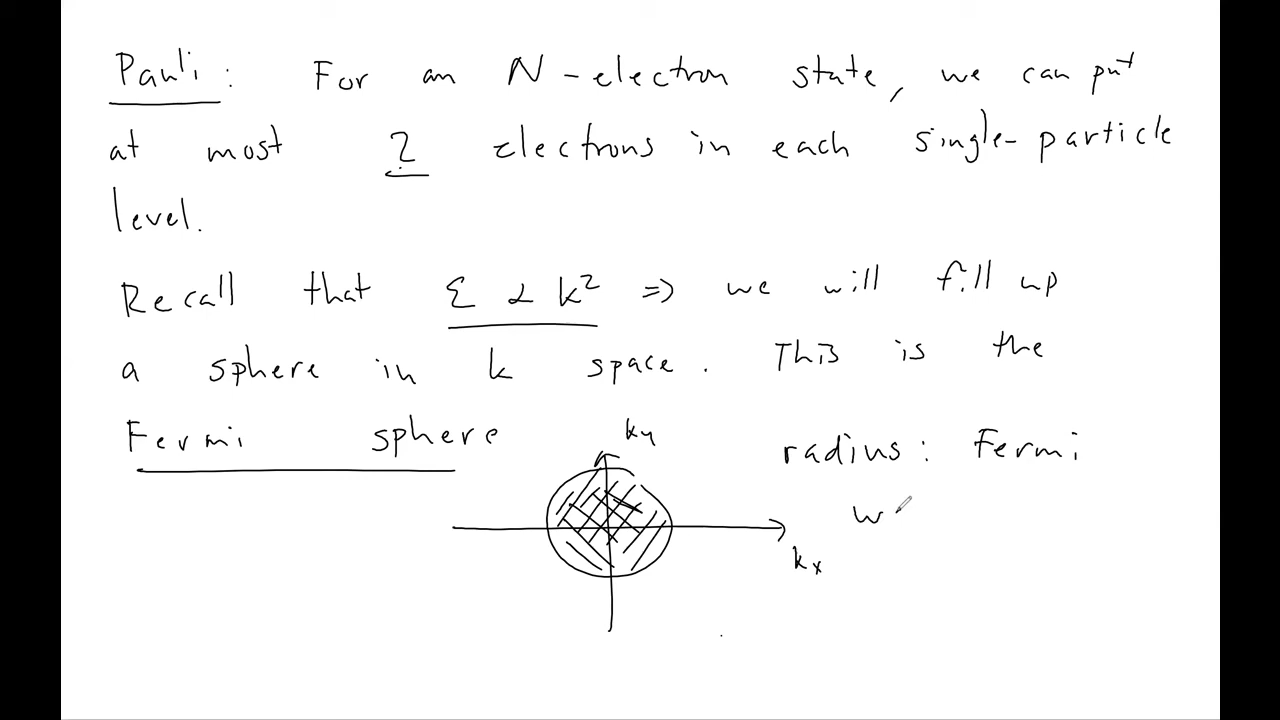 Pauli: For an N-electron state, we can put
at most 2 electrons in each single-particle
level.
Recall that ℰ ∝ k² ⇒ we will fill up
a sphere in k space. This is the
Fermi sphere
ky
radius: Fermi
w
kx